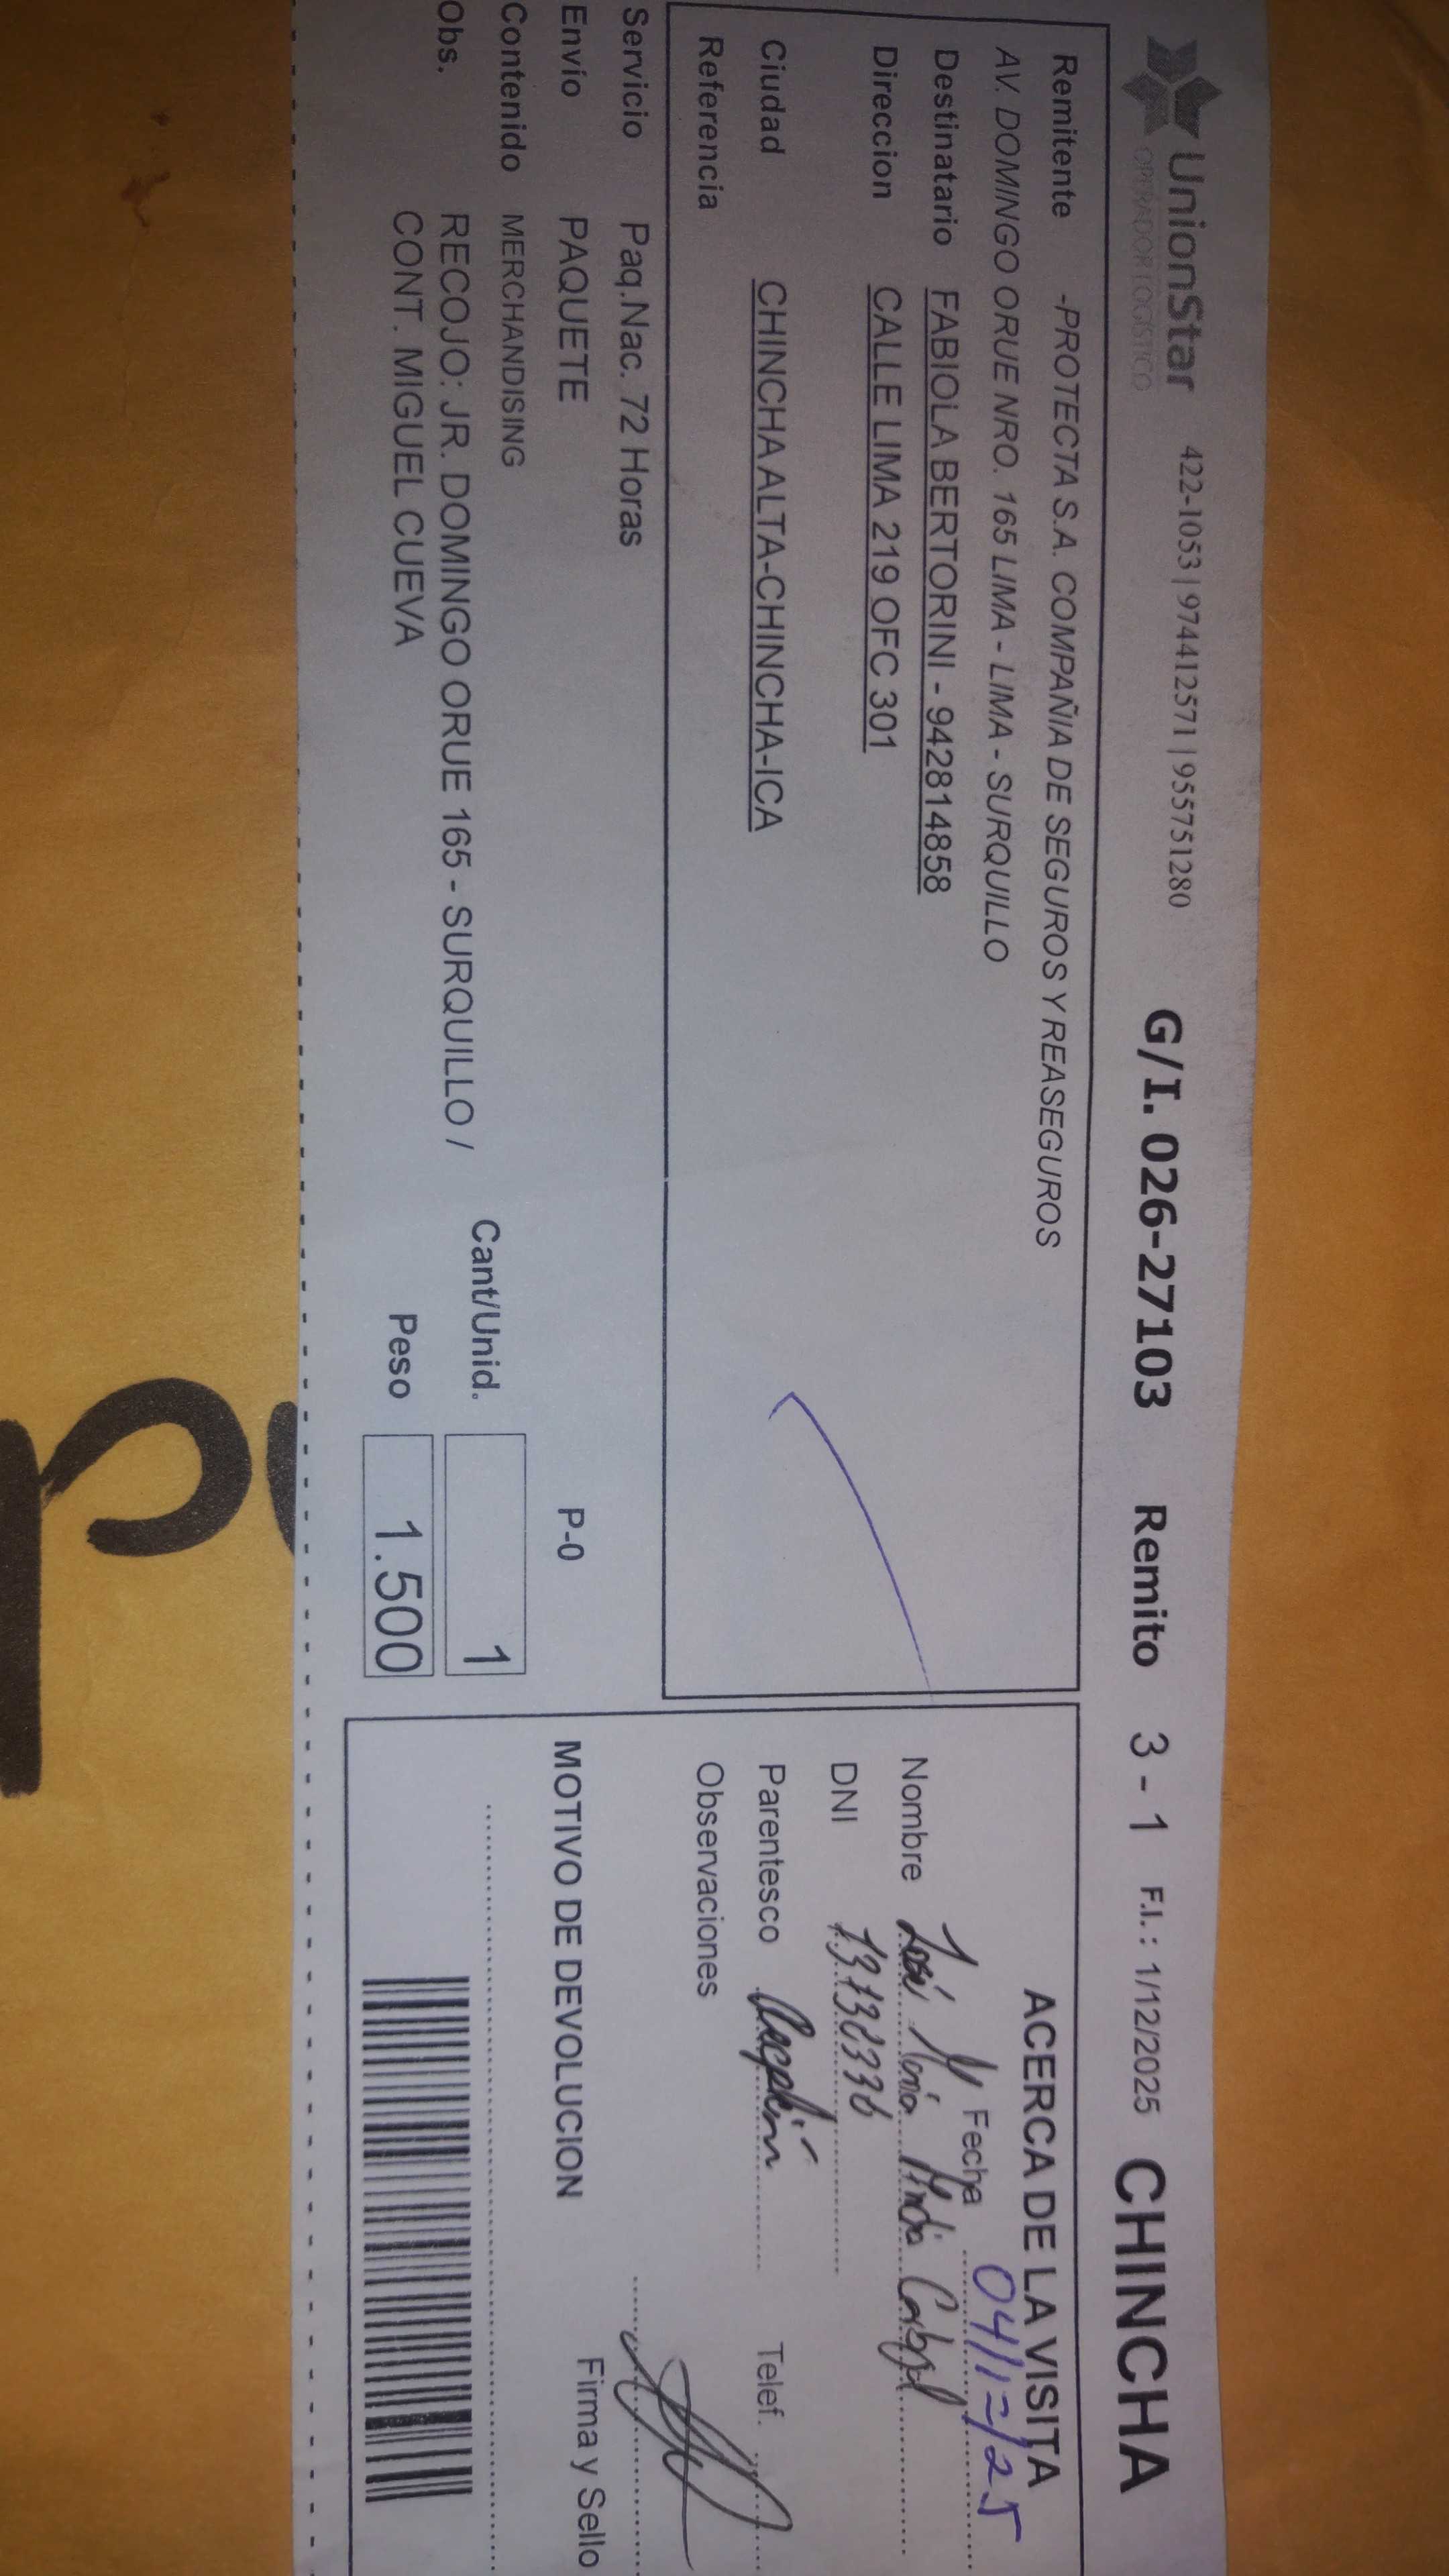 UnionStar
OPERADOR LOGISTICO
422-1053 | 974412571 | 955751280
G/I. 026-27103 Remito 3 - 1 F.I. : 1/12/2025 CHINCHA
Remitente -PROTECTA S.A. COMPAÑIA DE SEGUROS Y REASEGUROS
AV. DOMINGO ORUE NRO. 165 LIMA - LIMA - SURQUILLO
Destinatario FABIOLA BERTORINI - 942814858
Direccion CALLE LIMA 219 OFC 301
Ciudad CHINCHA ALTA-CHINCHA-ICA
Referencia
Servicio Paq.Nac. 72 Horas
Envio PAQUETE P-0
Contenido MERCHANDISING
Cant/Unid. 1
Obs. RECOJO: JR. DOMINGO ORUE 165 - SURQUILLO /
CONT. MIGUEL CUEVA
Peso 1.500
ACERCA DE LA VISITA
Fecha 04/12/25
Nombre José
DNI
Parentesco Recepción
Telef.
Observaciones
Firma y Sello
MOTIVO DE DEVOLUCION